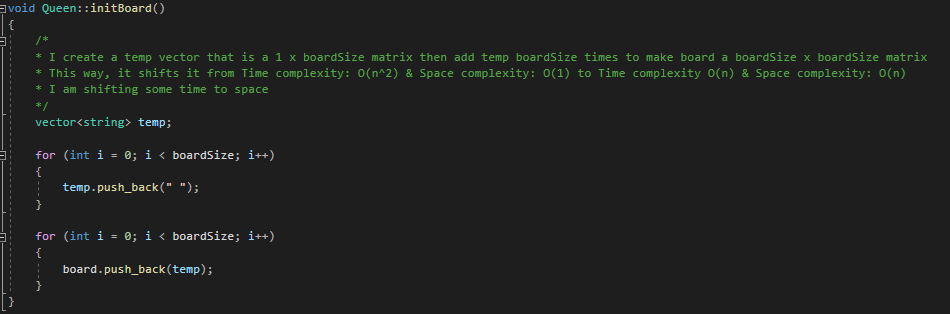 void Queen::initBoard()
{
/*
* I create a temp vector that is a 1 x boardSize matrix then add temp boardSize times to make board a boardSize x boardSize matrix
* This way, it shifts it from Time complexity: O(n^2) & Space complexity: O(1) to Time complexity O(n) & Space complexity: O(n)
* I am shifting some time to space
*/
vector<string> temp;
for (int i = 0; i < boardSize; i++)
{
temp.push_back(" ");
}
for (int i = 0; i < boardSize; i++)
{
board.push_back(temp);
}
}